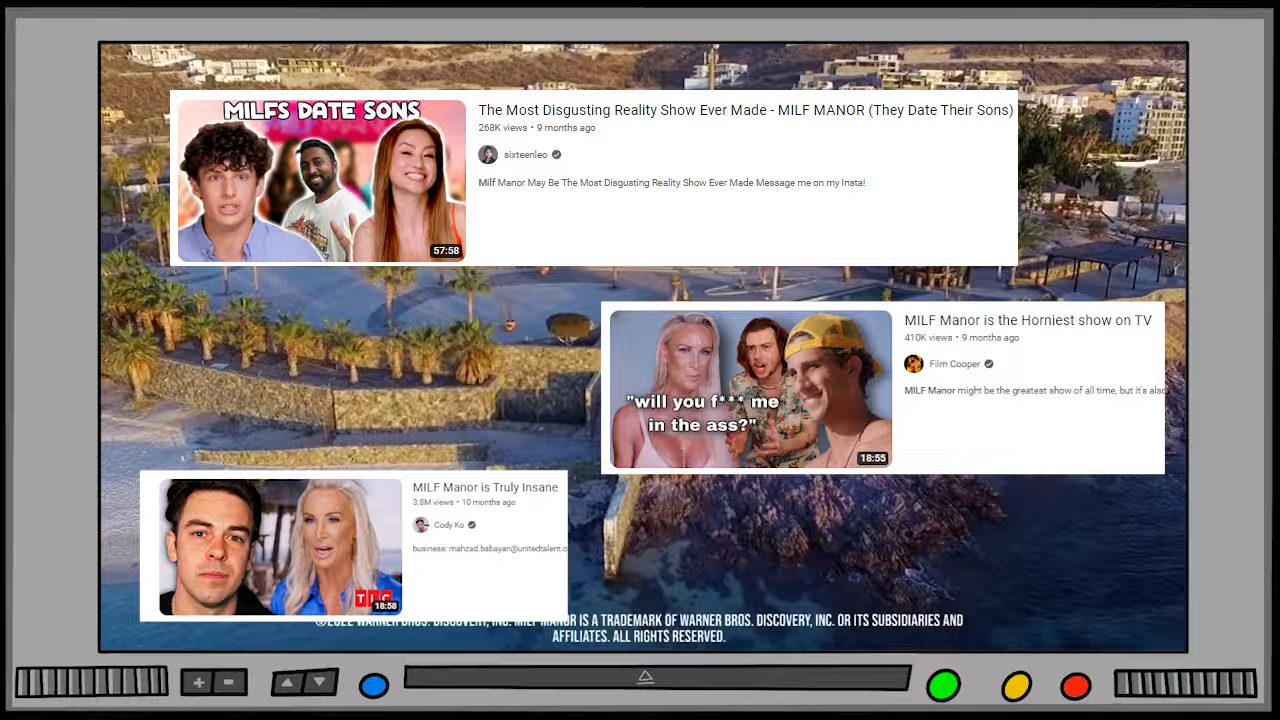 MILFS DATE SONS
57:58
The Most Disgusting Reality Show Ever Made - MILF MANOR (They Date Their Sons)
268K views • 9 months ago
sixteenleo
Milf Manor May Be The Most Disgusting Reality Show Ever Made Message me on my Insta!
"will you f*** me
in the ass?"
18:55
MILF Manor is the Horniest show on TV
410K views • 9 months ago
Film Cooper
MILF Manor might be the greatest show of all time, but it's also
TLC
18:58
MILF Manor is Truly Insane
3.8M views • 10 months ago
Cody Ko
business: mahzad.babayan@unitedtalent.c
©2022 WARNER BROS. DISCOVERY, INC. MILF MANOR IS A TRADEMARK OF WARNER BROS. DISCOVERY, INC. OR ITS SUBSIDIARIES AND
AFFILIATES. ALL RIGHTS RESERVED.